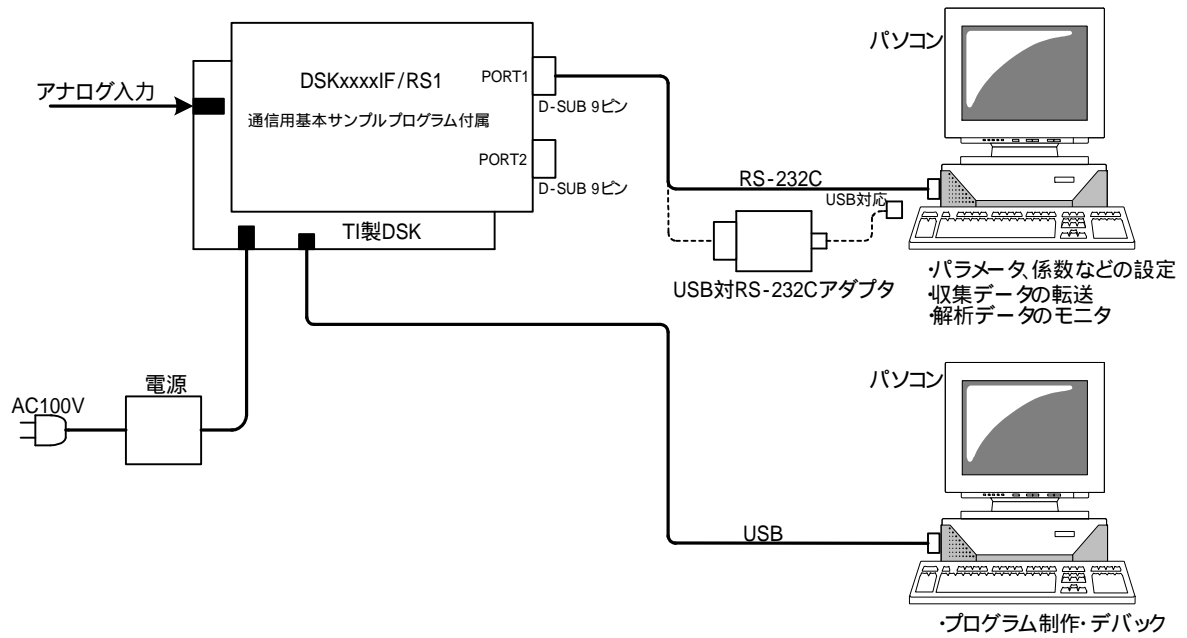 パソコン
DSKxxxxIF/RS1
PORT1
アナログ入力
D-SUB 9ピン
通信用基本サンプルプログラム付属
PORT2
RS-232C
D-SUB 9ピン
USB対応
TI製DSK
・パラメータ、係数などの設定
USB対RS-232Cアダプタ
・収集データの転送
・解析データのモニタ
電源
パソコン
AC100V
USB
・プログラム制作・デバック